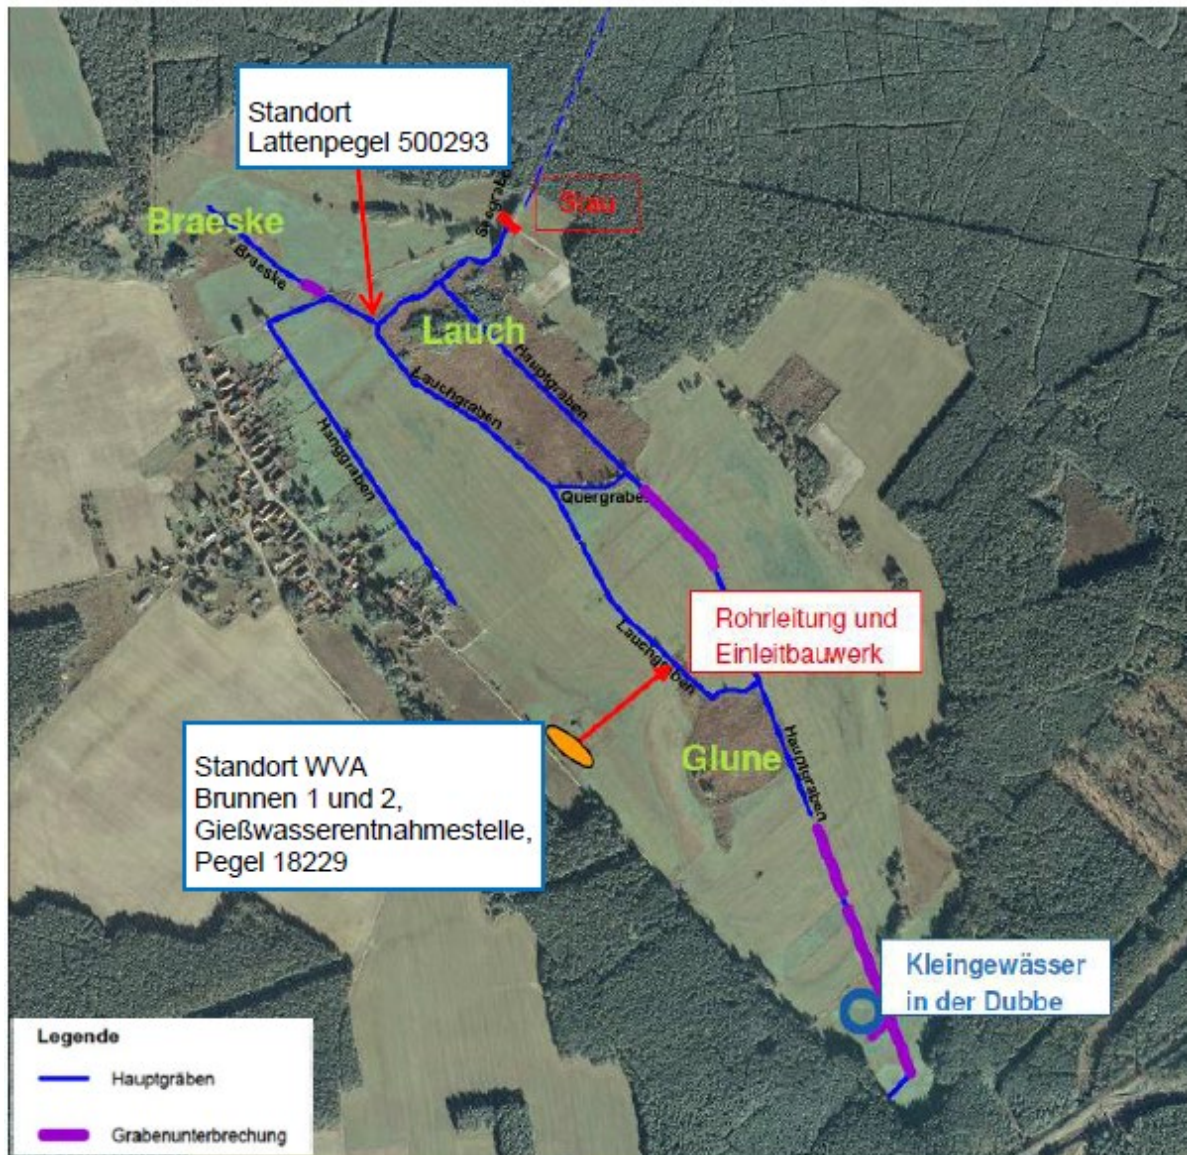 Standort
Lattenpegel 500293
Seegraben
Stau
Braeske
Braeske
Lauch
Hauptgraben
Lauchgraben
Hanggraben
Quergraben
Rohrleitung und
Einleitbauwerk
Lauchgraben
Glune
Hauptgraben
Standort WVA
Brunnen 1 und 2,
Gießwasserentnahmestelle,
Pegel 18229
Kleingewässer
in der Dubbe
Legende
Hauptgräben
Grabenunterbrechung